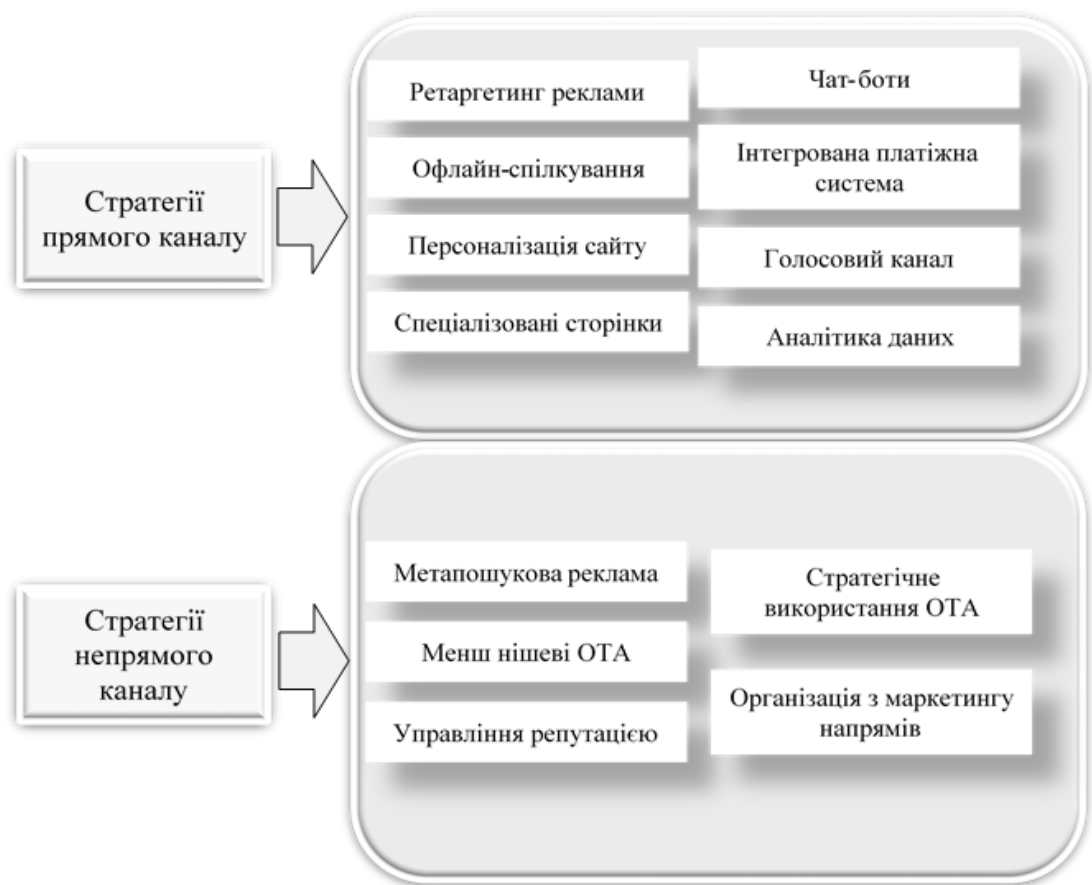 Стратегії
прямого каналу
Ретаргетинг реклами
Офлайн-спілкування
Персоналізація сайту
Спеціалізовані сторінки
Чат-боти
Інтегрована платіжна
система
Голосовий канал
Аналітика даних
Стратегії
непрямого
каналу
Метапошукова реклама
Менш нішеві ОТА
Управління репутацією
Стратегічне
використання ОТА
Організація з маркетингу
напрямів